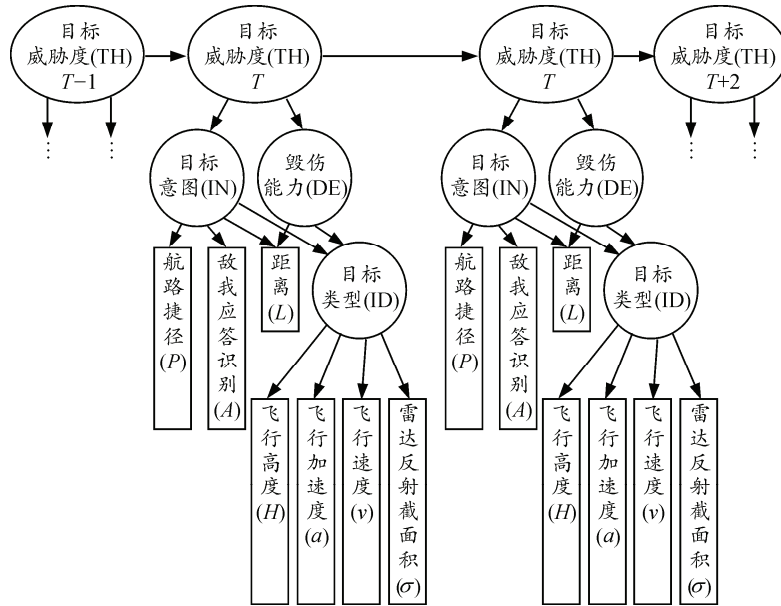 目标
威胁度(TH)
T−1
目标
威胁度(TH)
T
目标
威胁度(TH)
T
目标
威胁度(TH)
T+2
⋮
⋮
目标
意图(IN)
毁伤
能力(DE)
目标
意图(IN)
毁伤
能力(DE)
⋮
⋮
航路捷径(P)
敌我应答识别(A)
距离(L)
目标
类型(ID)
航路捷径(P)
敌我应答识别(A)
距离(L)
目标
类型(ID)
飞行高度(H)
飞行加速度(a)
飞行速度(v)
雷达反射截面积(σ)
飞行高度(H)
飞行加速度(a)
飞行速度(v)
雷达反射截面积(σ)